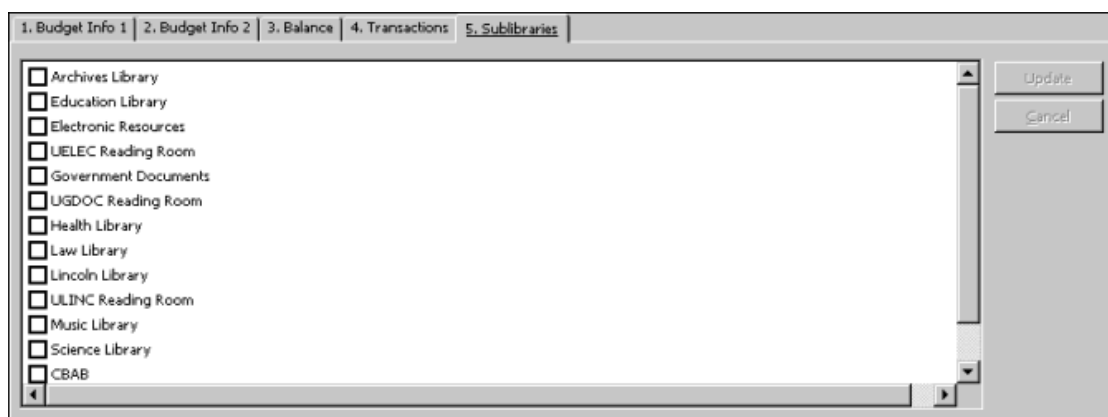 1. Budget Info 1 2. Budget Info 2 3. Balance 4. Transactions 5. Sublibraries
Archives Library
Update
Education Library
Cancel
Electronic Resources
UELEC Reading Room
Government Documents
UGDOC Reading Room
Health Library
Law Library
Lincoln Library
ULINC Reading Room
Music Library
Science Library
CBAB